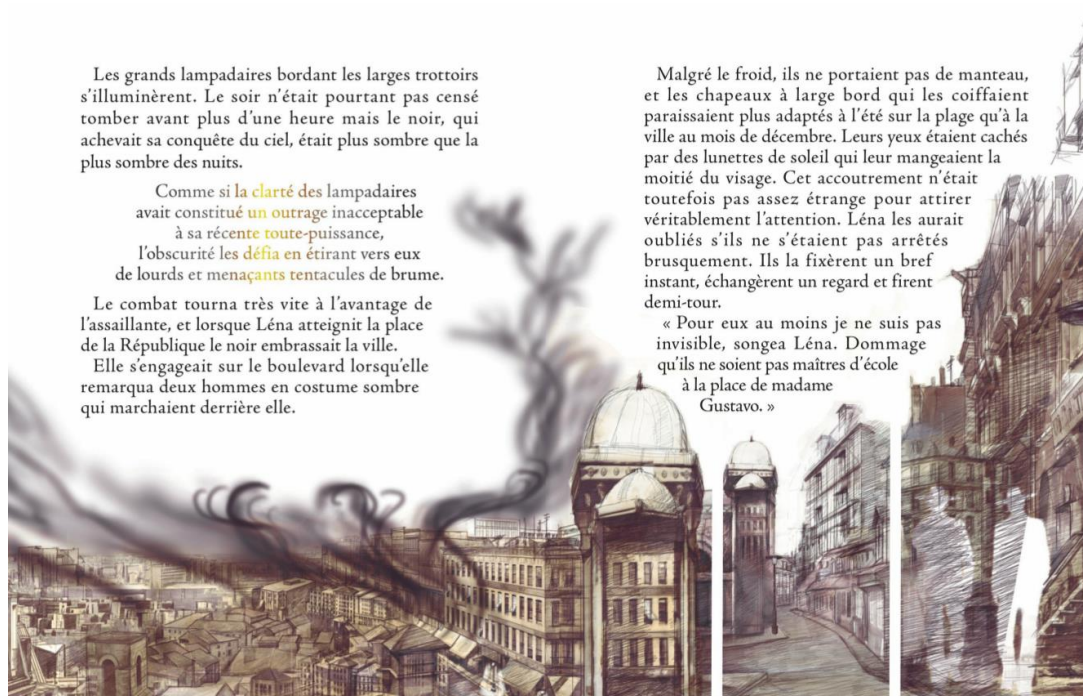 Les grands lampadaires bordant les larges trottoirs
s’illuminèrent. Le soir n’était pourtant pas censé
tomber avant plus d’une heure mais le noir, qui
achevait sa conquête du ciel, était plus sombre que la
plus sombre des nuits.
Comme si la clarté des lampadaires
avait constitué un outrage inacceptable
à sa récente toute-puissance,
l’obscurité les défia en étirant vers eux
de lourds et menaçants tentacules de brume.
Le combat tourna très vite à l’avantage de
l’assaillante, et lorsque Léna atteignit la place
de la République le noir embrassait la ville.
Elle s’engageait sur le boulevard lorsqu’elle
remarqua deux hommes en costume sombre
qui marchaient derrière elle.
Malgré le froid, ils ne portaient pas de manteau,
et les chapeaux à large bord qui les coiffaient
paraissaient plus adaptés à l’été sur la plage qu’à la
ville au mois de décembre. Leurs yeux étaient cachés
par des lunettes de soleil qui leur mangeaient la
moitié du visage. Cet accoutrement n’était
toutefois pas assez étrange pour attirer
véritablement l’attention. Léna les aurait
oubliés s’ils ne s’étaient pas arrêtés
brusquement. Ils la fixèrent un bref
instant, échangèrent un regard et firent
demi-tour.
« Pour eux au moins je ne suis pas
invisible, songea Léna. Dommage
qu’ils ne soient pas maîtres d’école
à la place de madame
Gustavo. »